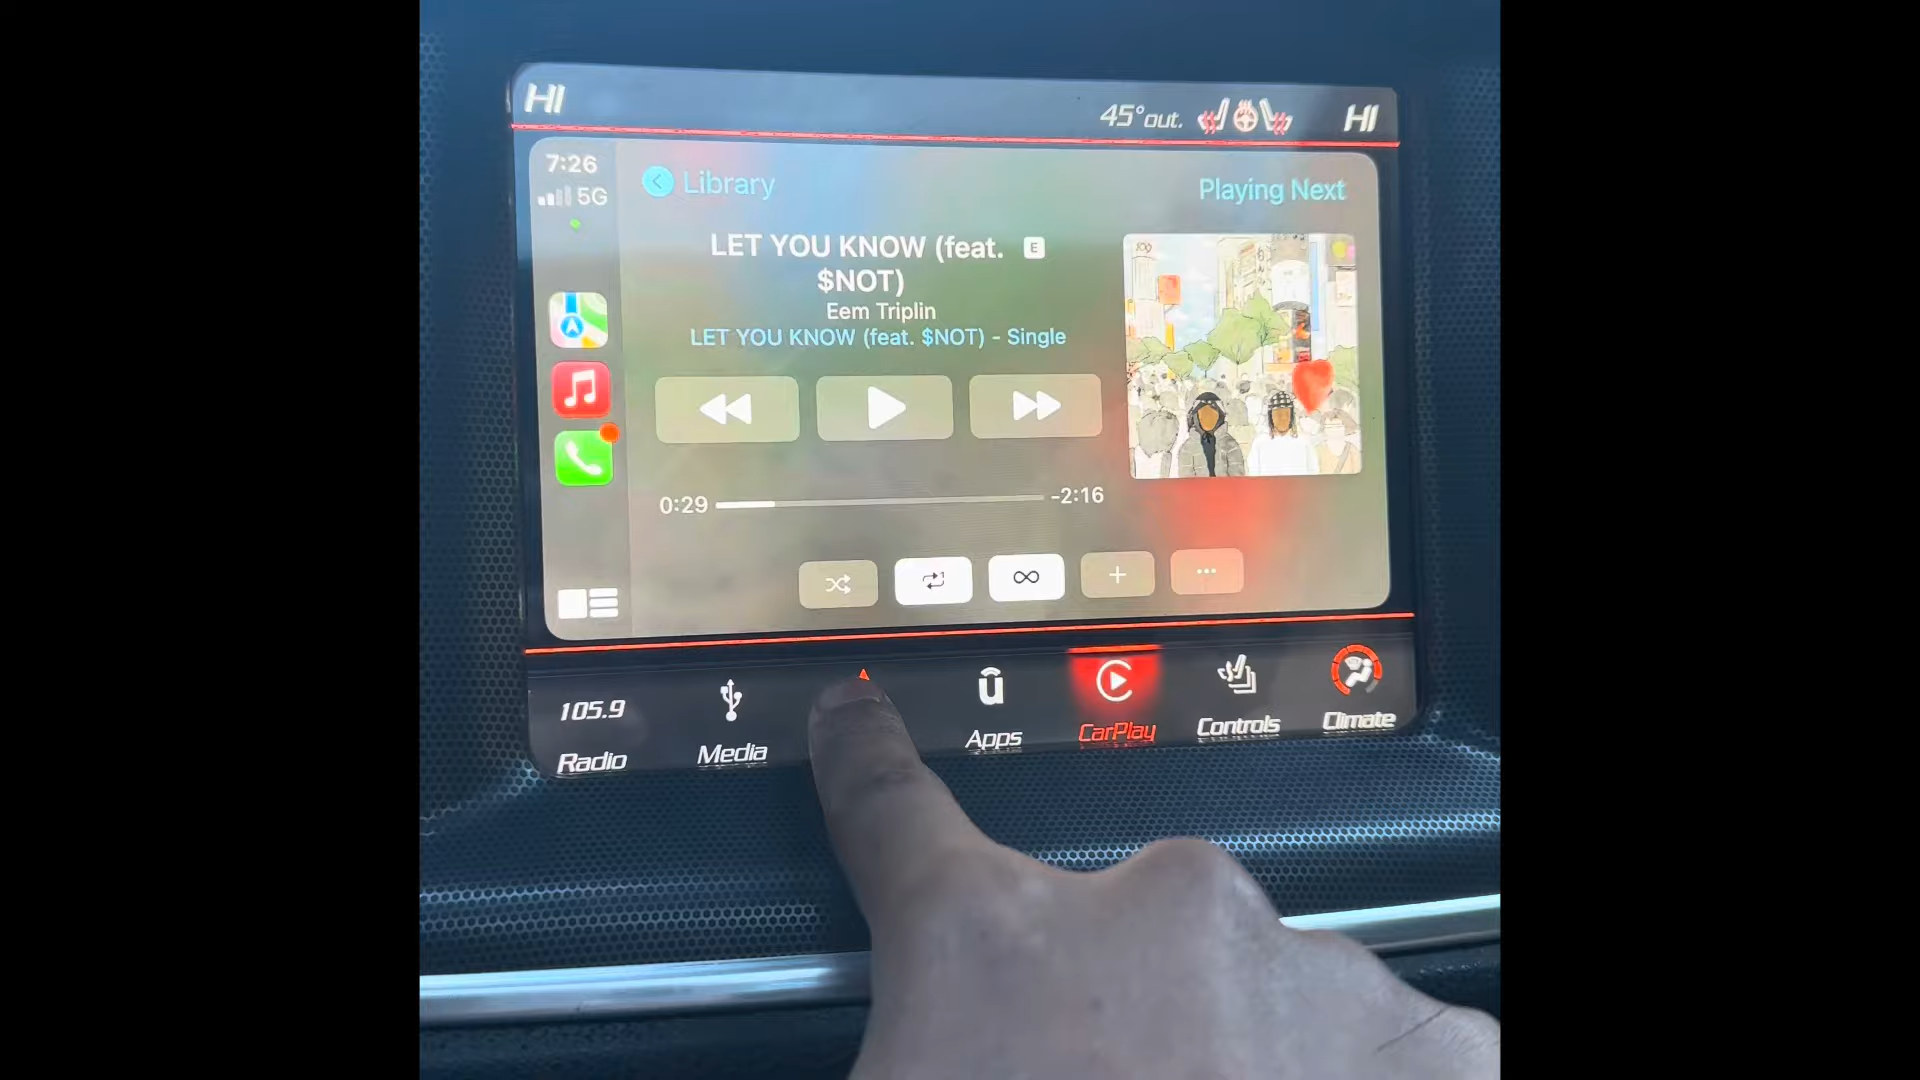 HI
45°out.
HI
7:26
5G
Library
Playing Next
LET YOU KNOW (feat. E
$NOT)
Eem Triplin
LET YOU KNOW (feat. $NOT) - Single
0:29
-2:16
105.9
Radio
Media
Apps
CarPlay
Controls
Climate